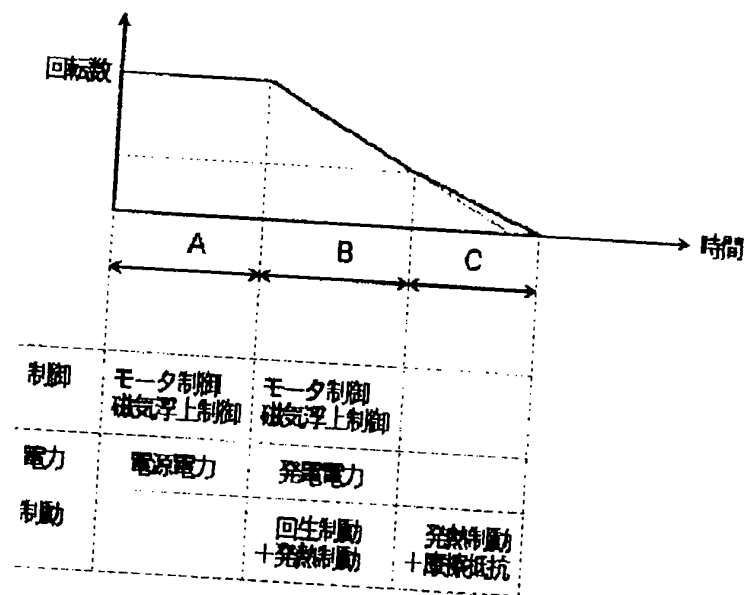 回転数
時間
A
B
C
制御
モータ制御
磁気浮上制御
モータ制御
磁気浮上制御
電力
電源電力
発電電力
制動
回生制動
+発熱制動
発熱制動
+摩擦抵抗